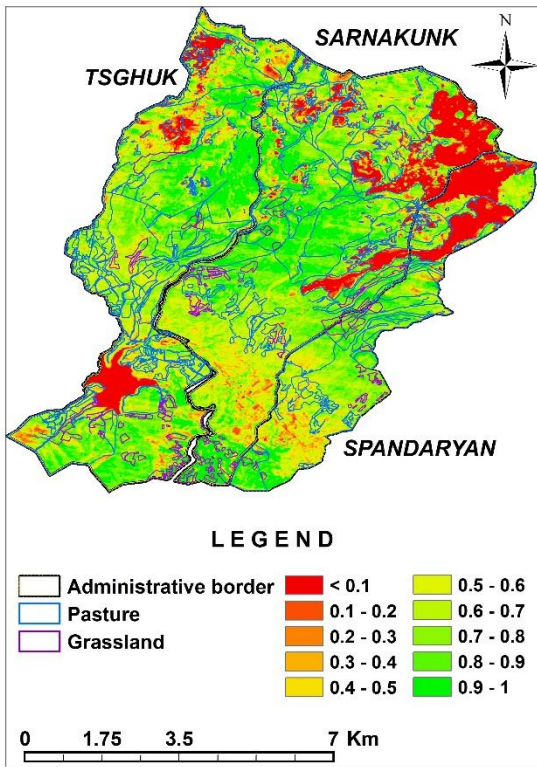 N
SARNAKUNK
TSGHUK
SPANDARYAN
LEGEND
Administrative border
Pasture
Grassland
< 0.1
0.1 - 0.2
0.2 - 0.3
0.3 - 0.4
0.4 - 0.5
0.5 - 0.6
0.6 - 0.7
0.7 - 0.8
0.8 - 0.9
0.9 - 1
0 1.75 3.5 7 Km